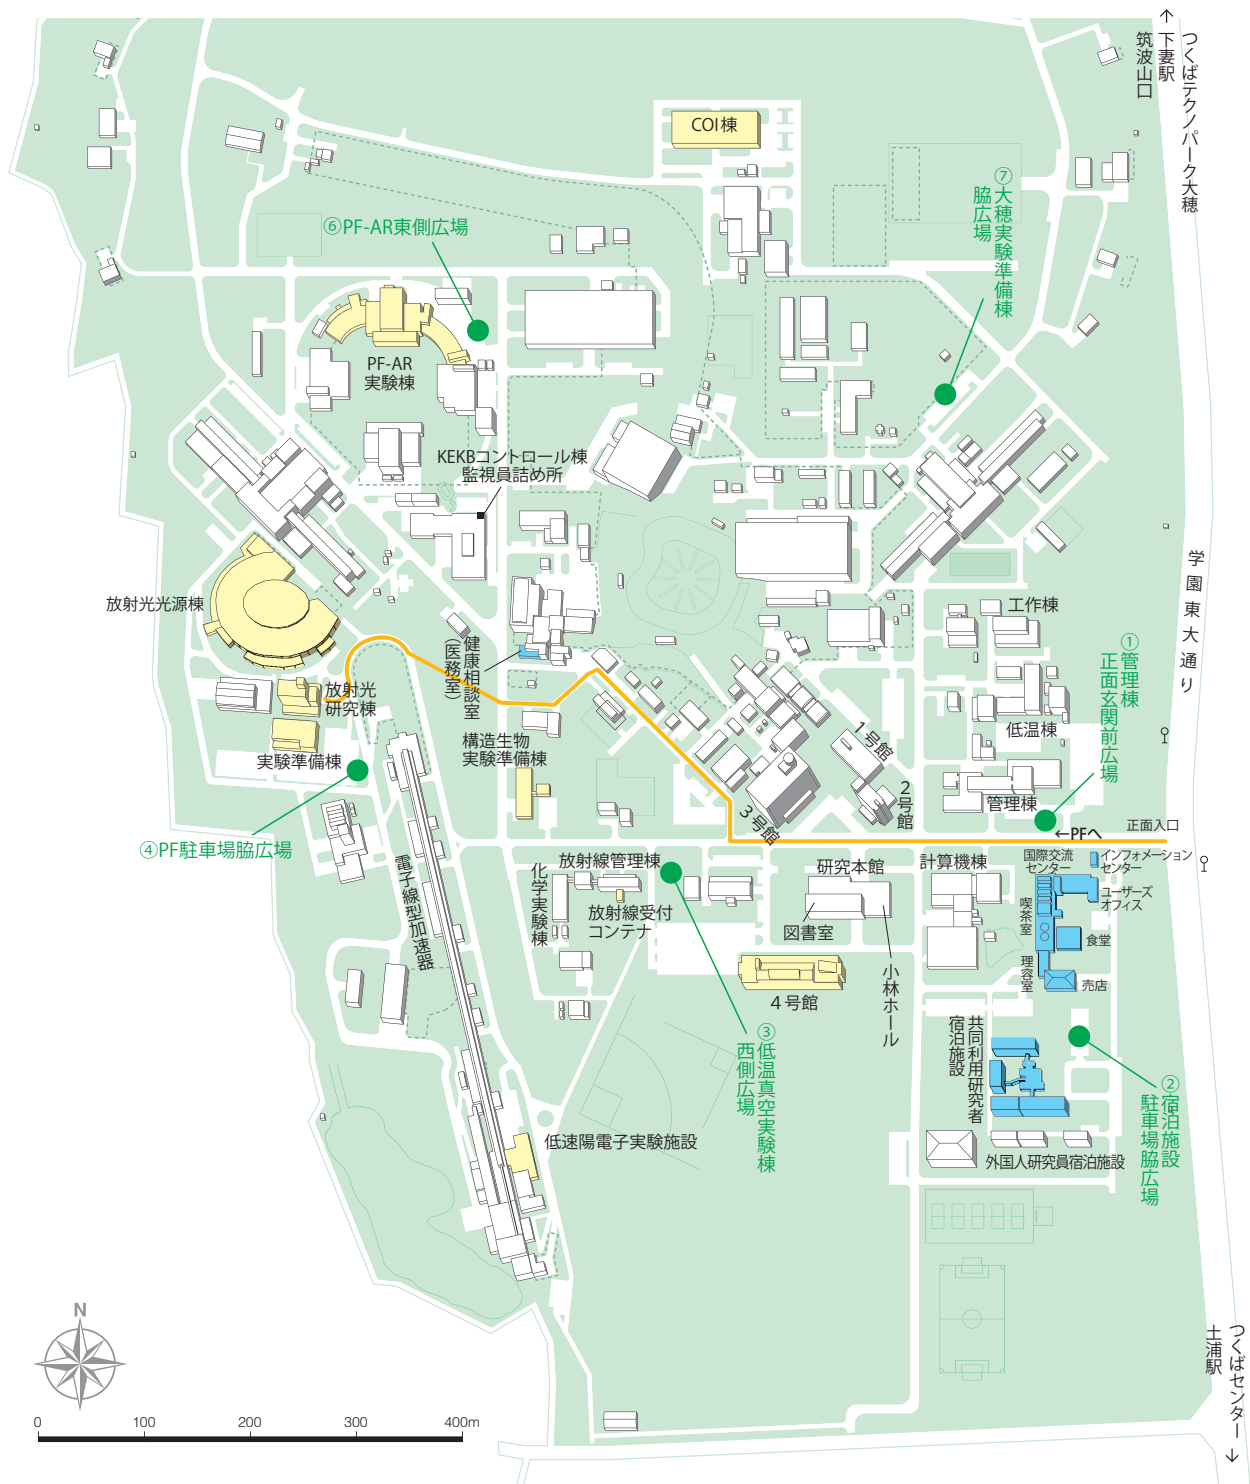 ↑
下妻駅
筑波山口
つくばテクノパーク大穂
COI棟
⑦大穂実験準備棟
脇広場
⑥PF-AR東側広場
PF-AR
実験棟
KEKBコントロール棟
監視員詰め所
学園東大通り
放射光光源棟
工作棟
①管理棟
正面玄関前広場
健康相談室
(医務室)
放射光
研究棟
低温棟
1号館
構造生物
実験準備棟
実験準備棟
2号館
管理棟
3号館
←PFへ
正面入口
④PF駐車場脇広場
放射線管理棟
研究本館
計算機棟
国際交流
センター
インフォメーション
センター
化学実験棟
電子線型加速器
ユーザーズ
オフィス
喫茶室
放射線受付
コンテナ
図書室
食堂
理容室
小林ホール
売店
4号館
共同利用研究者
宿泊施設
③低温真空実験棟
西側広場
②宿泊施設
駐車場脇広場
低速陽電子実験施設
外国人研究員宿泊施設
N
0 100 200 300 400m
つくばセンター
土浦駅
↓